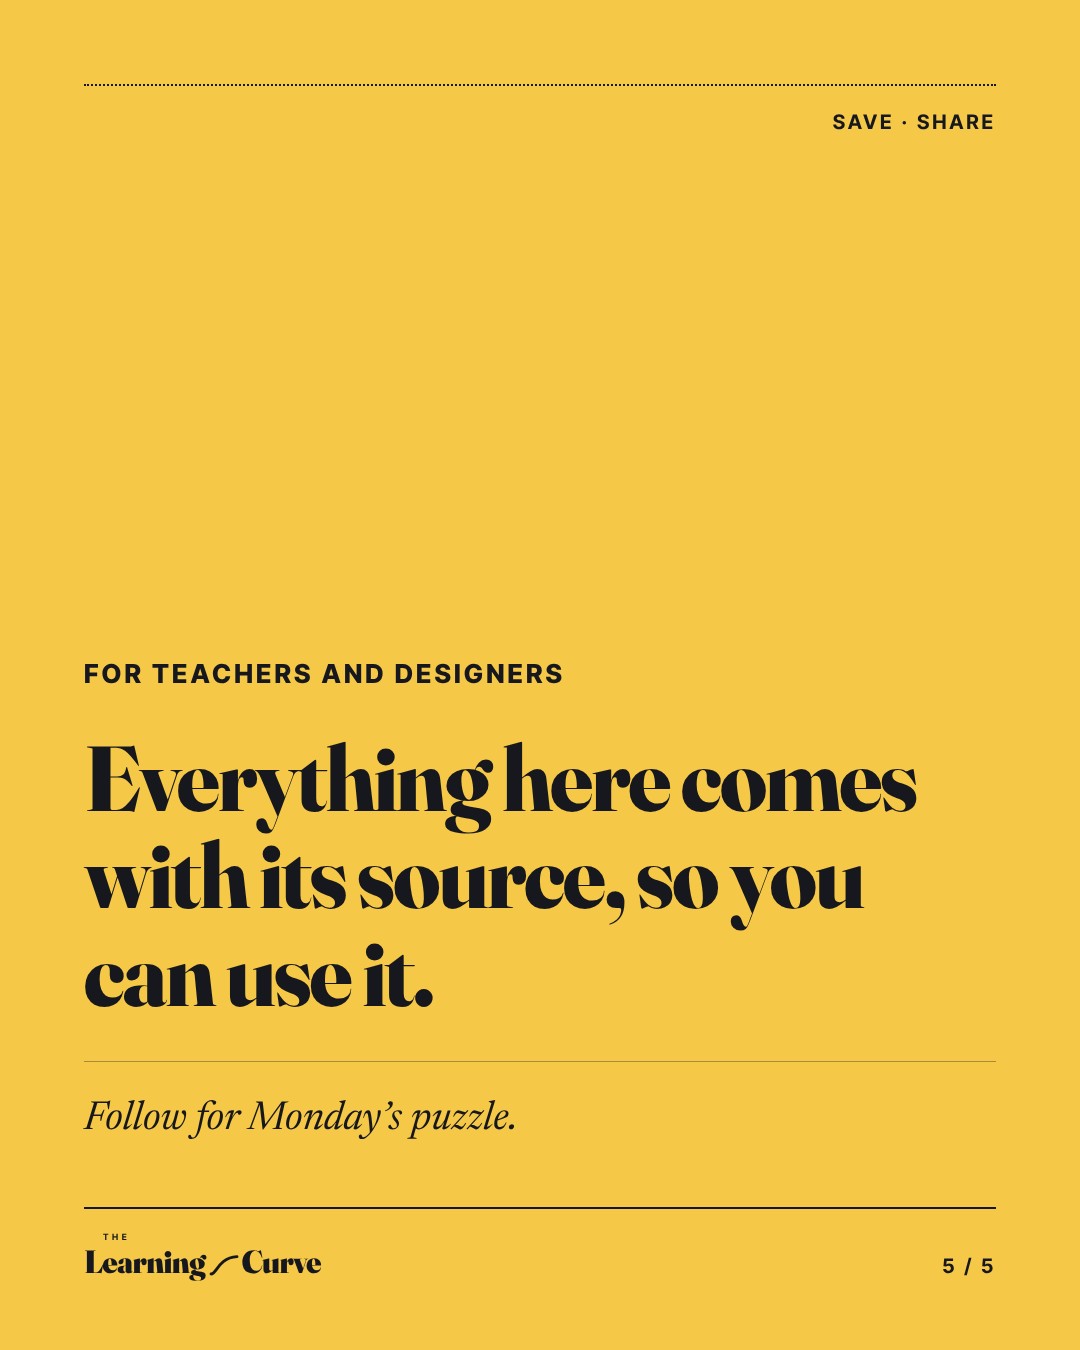 SAVE · SHARE
FOR TEACHERS AND DESIGNERS
Everything here comes
with its source, so you
can use it.
Follow for Monday’s puzzle.
THE
Learning Curve
5 / 5